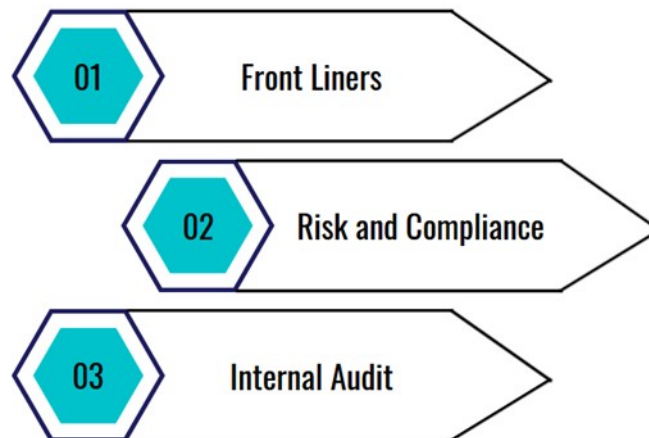 01 Front Liners
02 Risk and Compliance
03 Internal Audit